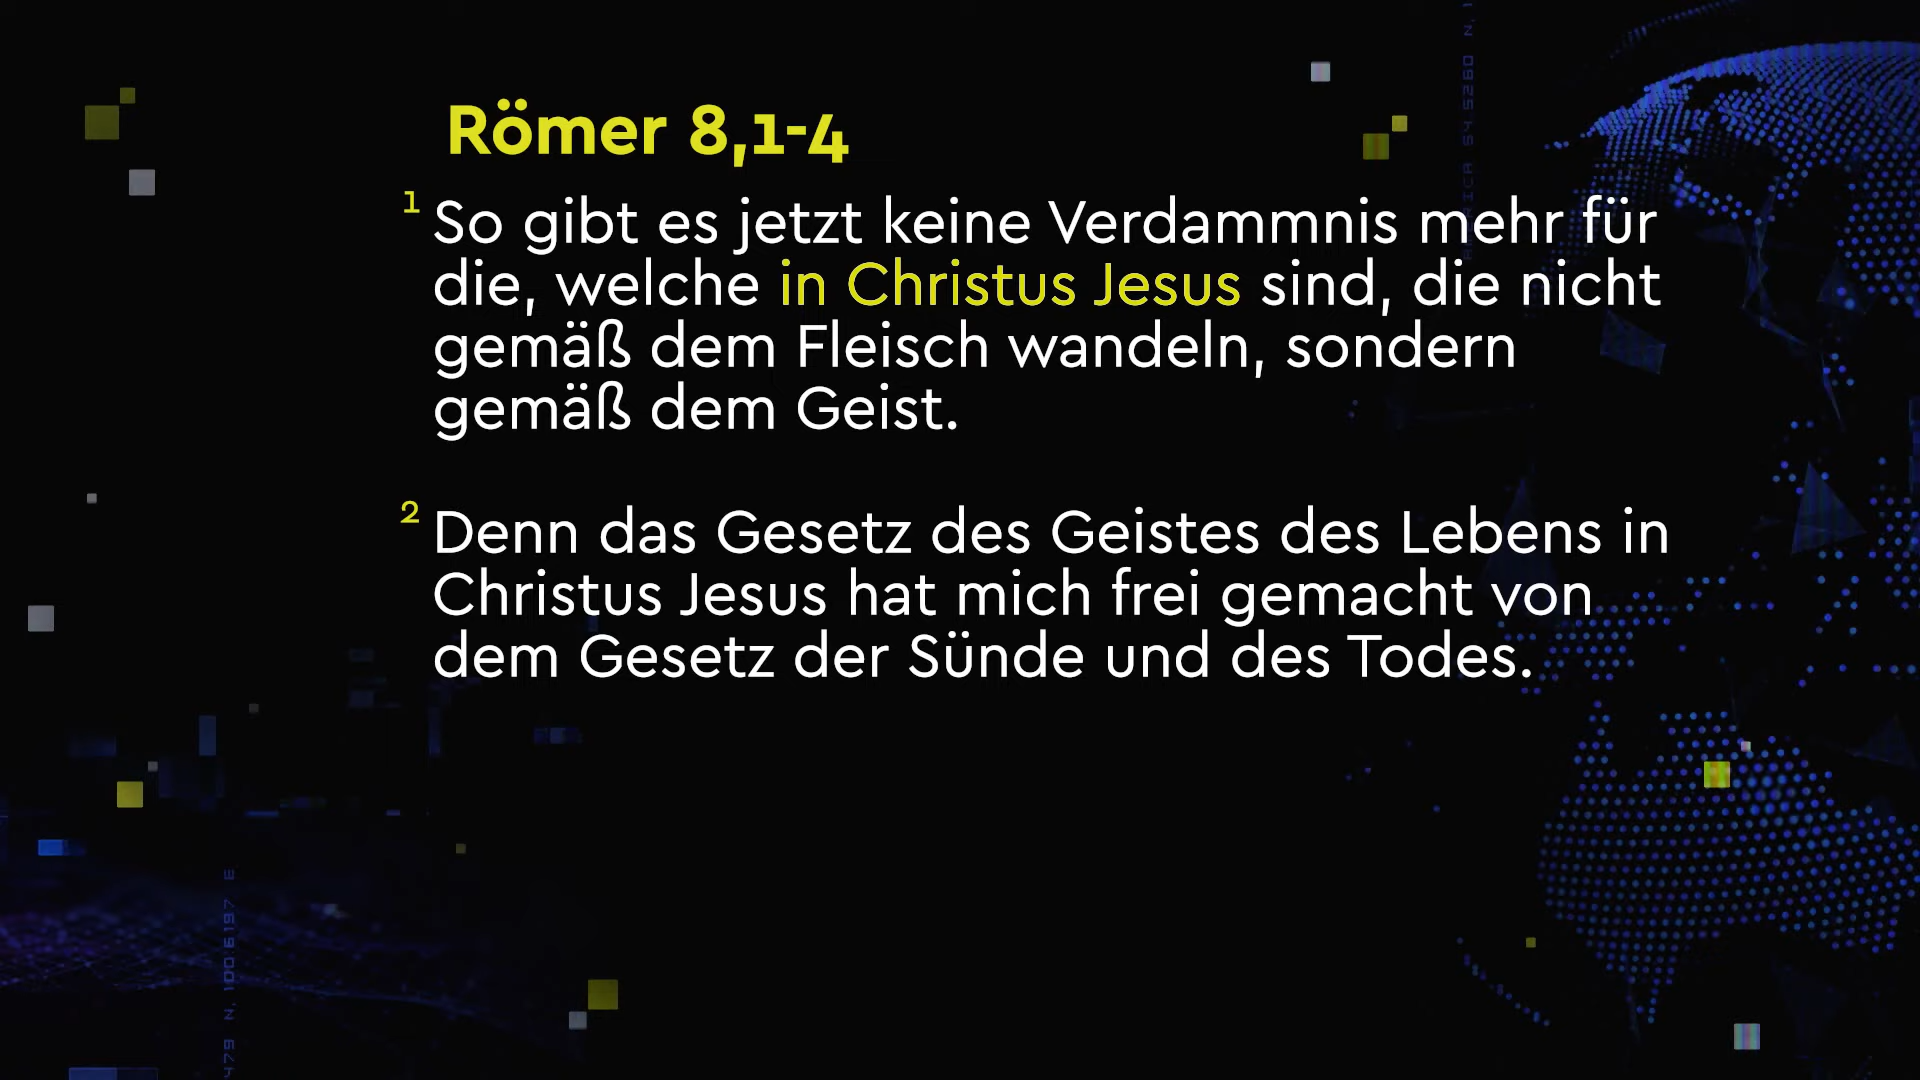 Römer 8,1-4
1 So gibt es jetzt keine Verdammnis mehr für
die, welche in Christus Jesus sind, die nicht
gemäß dem Fleisch wandeln, sondern
gemäß dem Geist.
2 Denn das Gesetz des Geistes des Lebens in
Christus Jesus hat mich frei gemacht von
dem Gesetz der Sünde und des Todes.